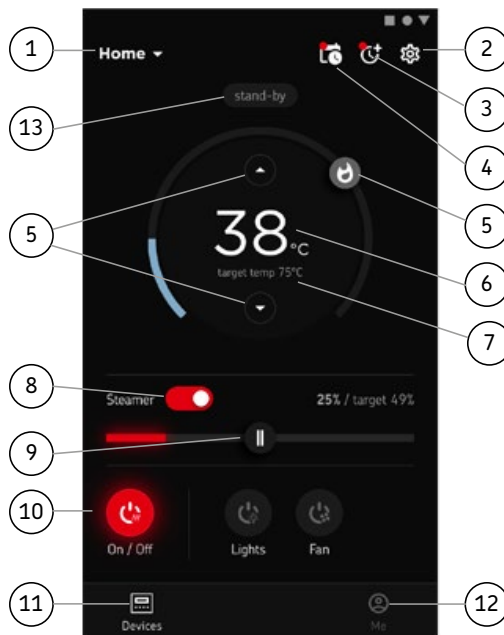 1
Home
2
3
stand-by
13
4
5
5
38 °C
6
target temp 75°C
7
8
Steamer
25% / target 49%
9
10
On / Off
Lights
Fan
11
Devices
12
Me